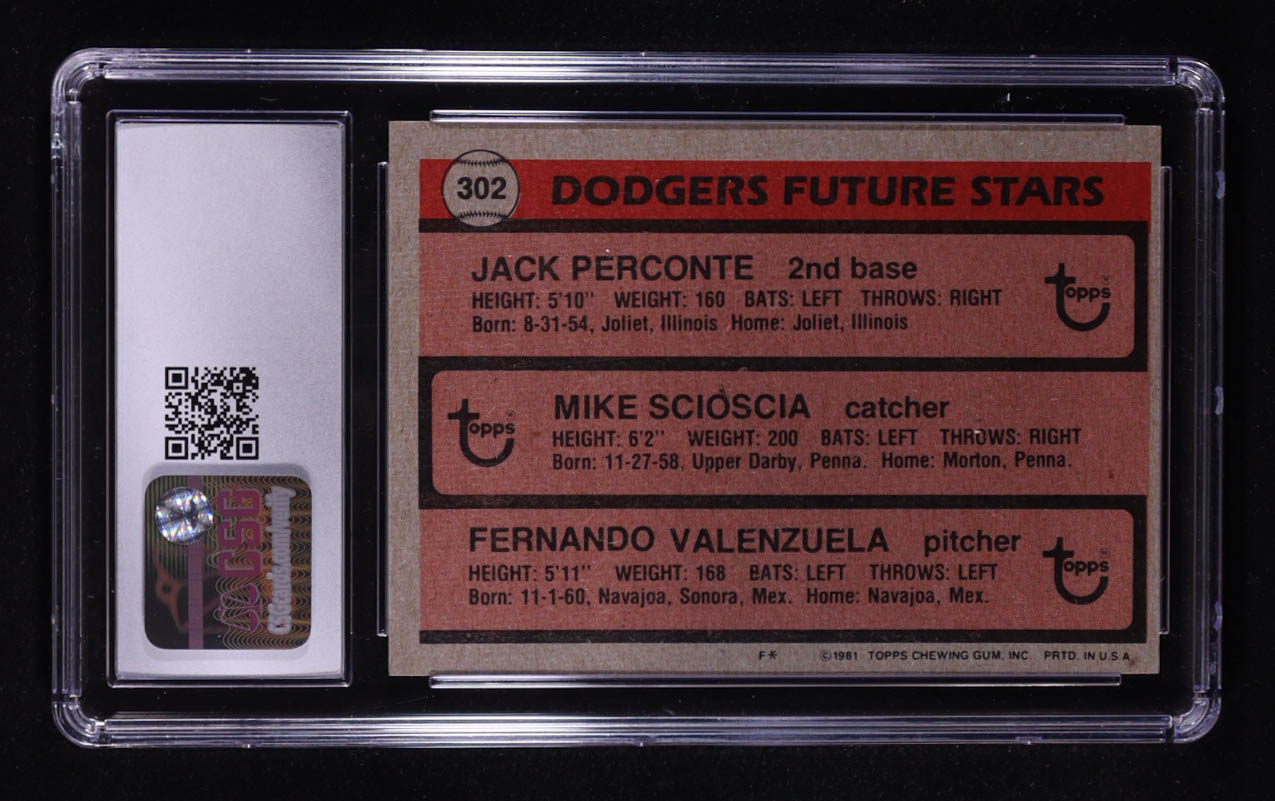 302 DODGERS FUTURE STARS
JACK PERCONTE 2nd base
HEIGHT: 5'10" WEIGHT: 160 BATS: LEFT THROWS: RIGHT
Born: 8-31-54, Joliet, Illinois Home: Joliet, Illinois
topps
MIKE SCIOSCIA catcher
HEIGHT: 6'2" WEIGHT: 200 BATS: LEFT THROWS: RIGHT
Born: 11-27-58, Upper Darby, Penna. Home: Morton, Penna.
topps
FERNANDO VALENZUELA pitcher
HEIGHT: 5'11" WEIGHT: 168 BATS: LEFT THROWS: LEFT
Born: 11-1-60, Navajoa, Sonora, Mex. Home: Navajoa, Mex.
topps
F* ©1981 TOPPS CHEWING GUM, INC. PRTD. IN U.S.A.
CSG
CSGcards.com/verify